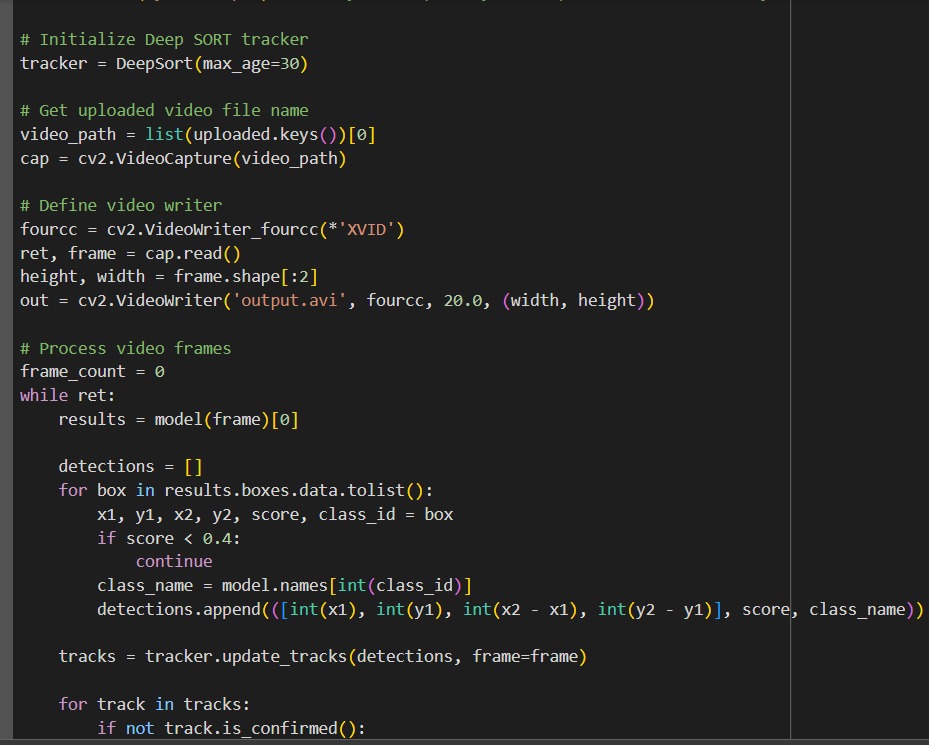 # Initialize Deep SORT tracker
tracker = DeepSort(max_age=30)
# Get uploaded video file name
video_path = list(uploaded.keys())[0]
cap = cv2.VideoCapture(video_path)
# Define video writer
fourcc = cv2.VideoWriter_fourcc(*'XVID')
ret, frame = cap.read()
height, width = frame.shape[:2]
out = cv2.VideoWriter('output.avi', fourcc, 20.0, (width, height))
# Process video frames
frame_count = 0
while ret:
    results = model(frame)[0]
    detections = []
    for box in results.boxes.data.tolist():
        x1, y1, x2, y2, score, class_id = box
        if score < 0.4:
            continue
        class_name = model.names[int(class_id)]
        detections.append(([int(x1), int(y1), int(x2 - x1), int(y2 - y1)], score, class_name))
    tracks = tracker.update_tracks(detections, frame=frame)
    for track in tracks:
        if not track.is_confirmed():